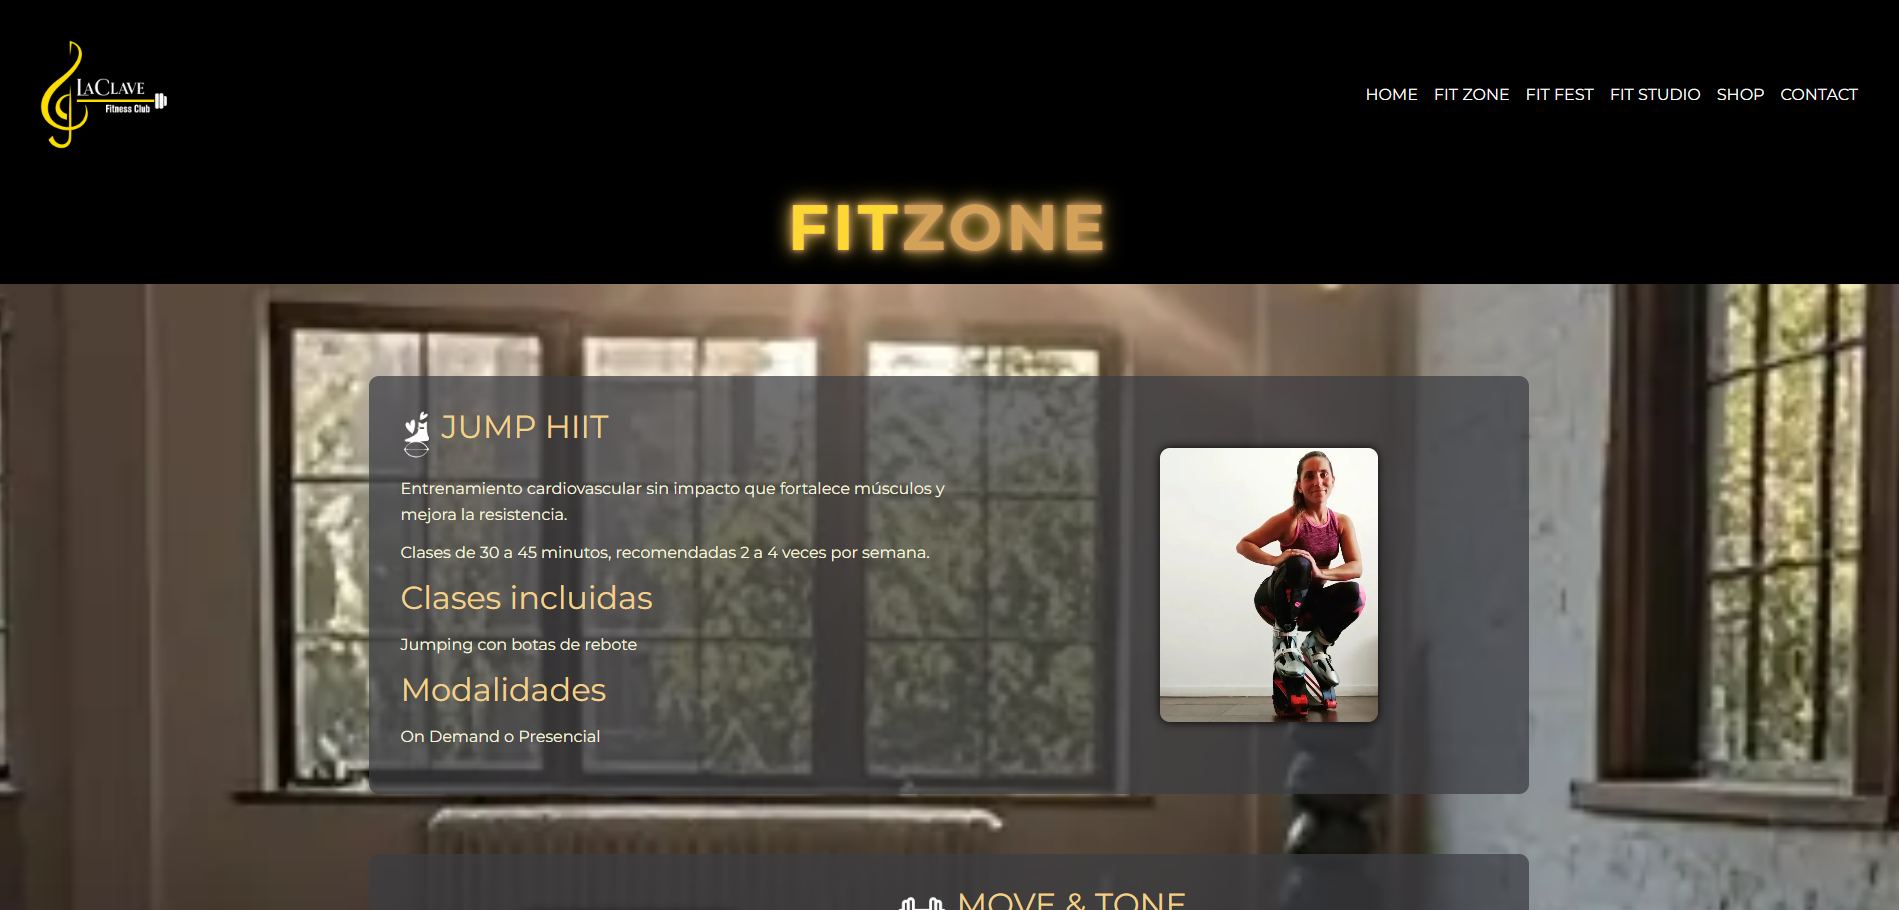 LACLAVE
Fitness Club
HOME FIT ZONE FIT FEST FIT STUDIO SHOP CONTACT
FITZONE
JUMP HIIT
Entrenamiento cardiovascular sin impacto que fortalece músculos y
mejora la resistencia.
Clases de 30 a 45 minutos, recomendadas 2 a 4 veces por semana.
Clases incluidas
Jumping con botas de rebote
Modalidades
On Demand o Presencial
MOVE & TONE